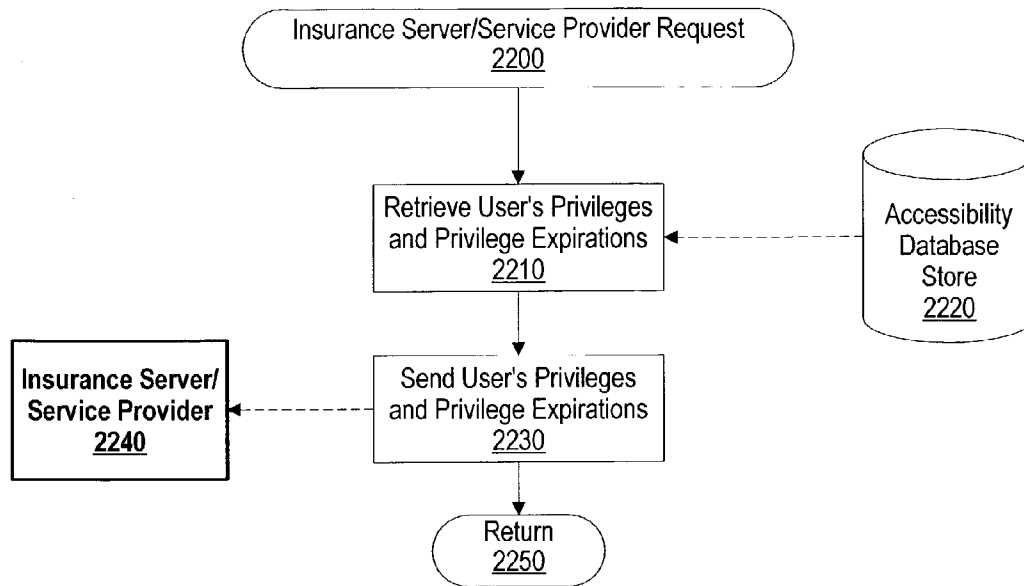 Insurance Server/Service Provider Request
2200
Retrieve User's Privileges
and Privilege Expirations
2210
Accessibility
Database
Store
2220
Insurance Server/
Service Provider
2240
Send User's Privileges
and Privilege Expirations
2230
Return
2250